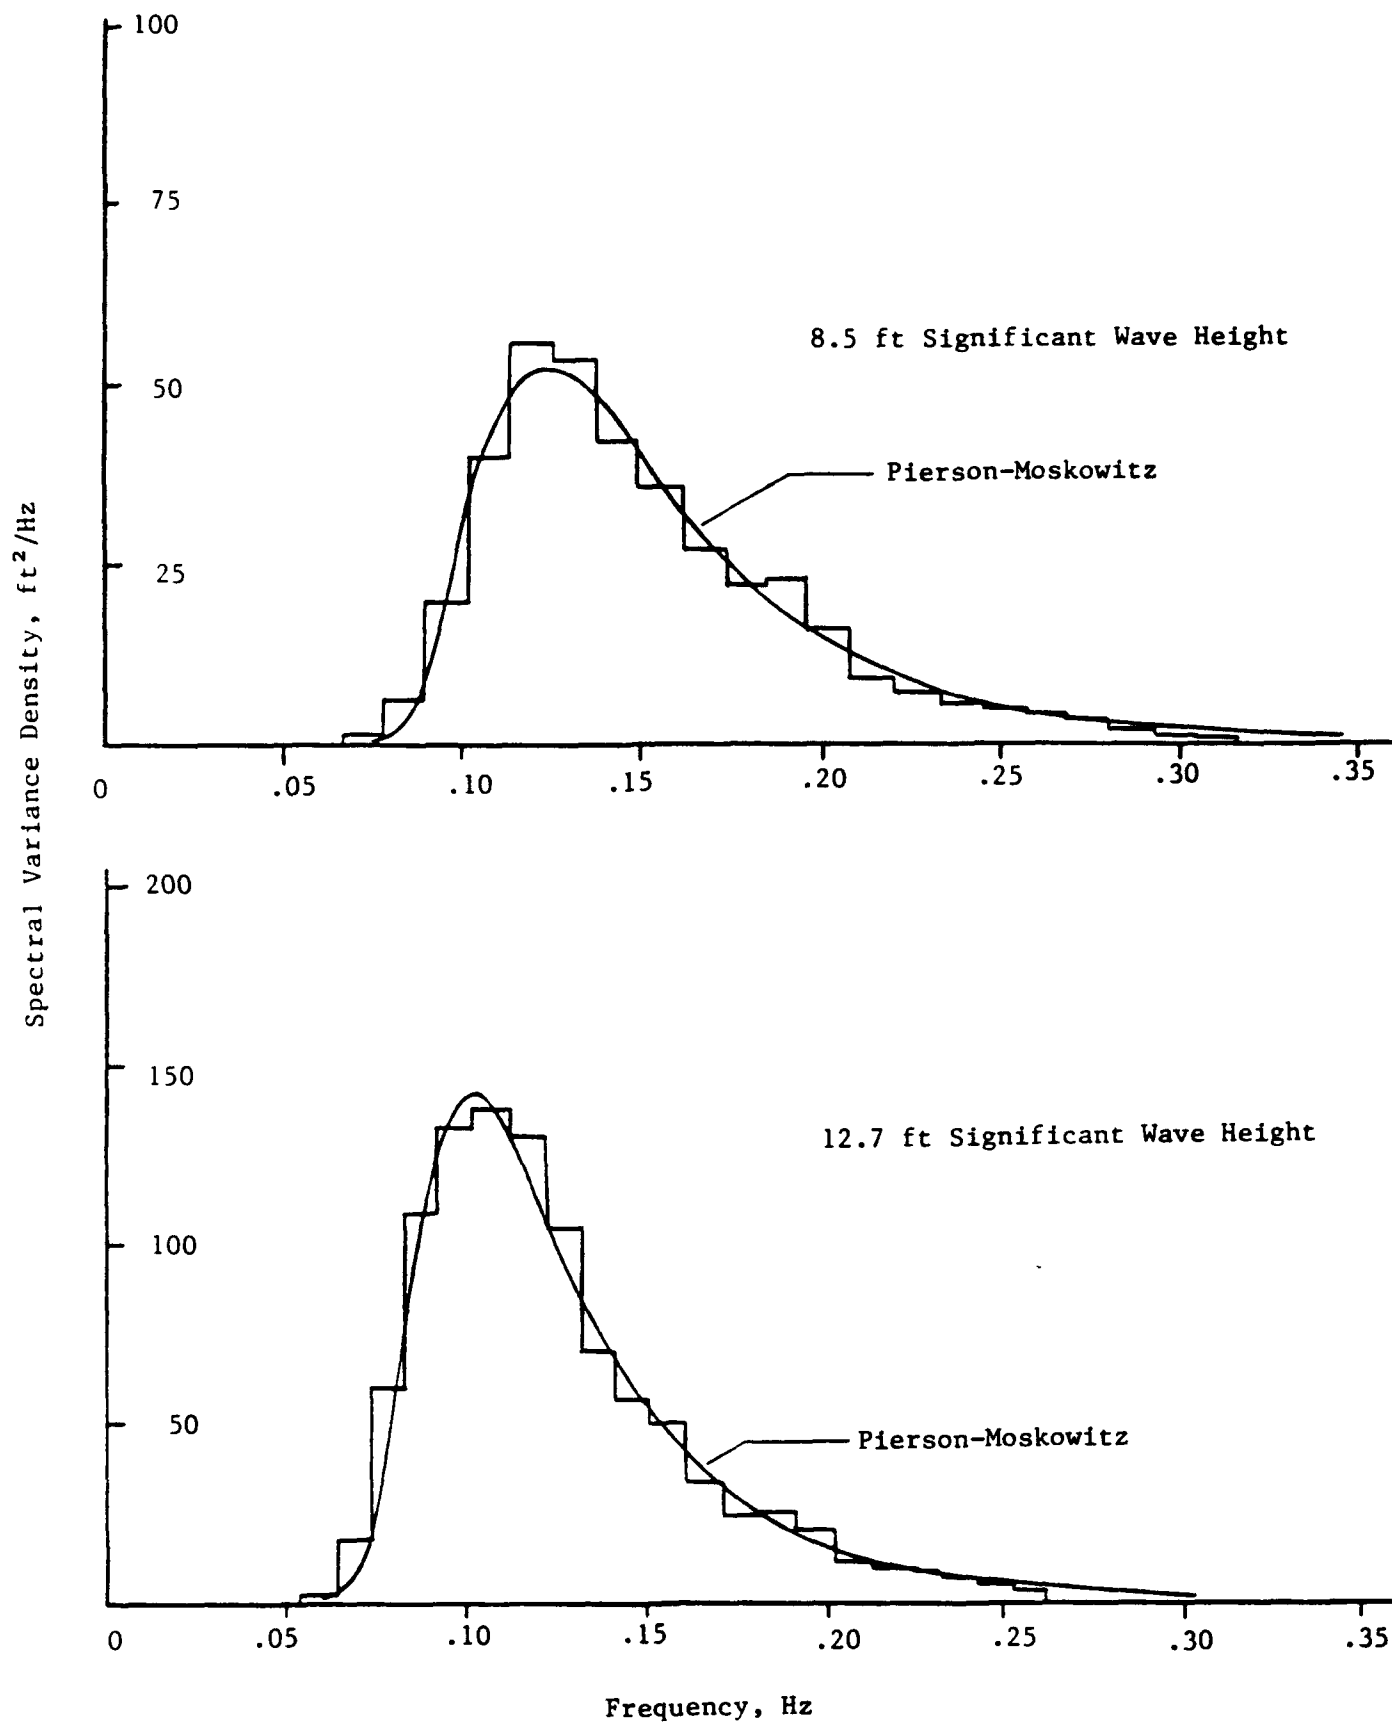 100
75
8.5 ft Significant Wave Height
50
Pierson-Moskowitz
25
0 .05 .10 .15 .20 .25 .30 .35
Spectral Variance Density, ft²/Hz
200
150
12.7 ft Significant Wave Height
100
50
Pierson-Moskowitz
0 .05 .10 .15 .20 .25 .30 .35
Frequency, Hz